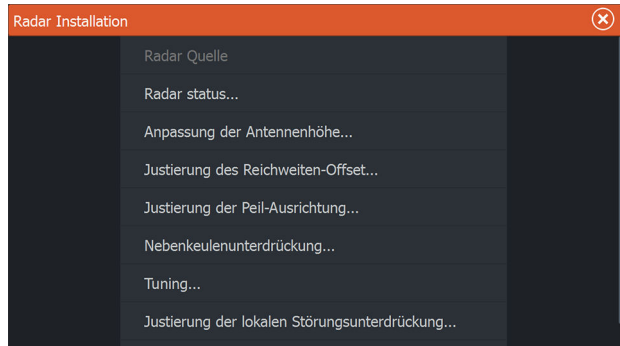 Radar Installation
Radar Quelle
Radar status...
Anpassung der Antennenhöhe...
Justierung des Reichweiten-Offset...
Justierung der Peil-Ausrichtung...
Nebenkeulenunterdrückung...
Tuning...
Justierung der lokalen Störungsunterdrückung...